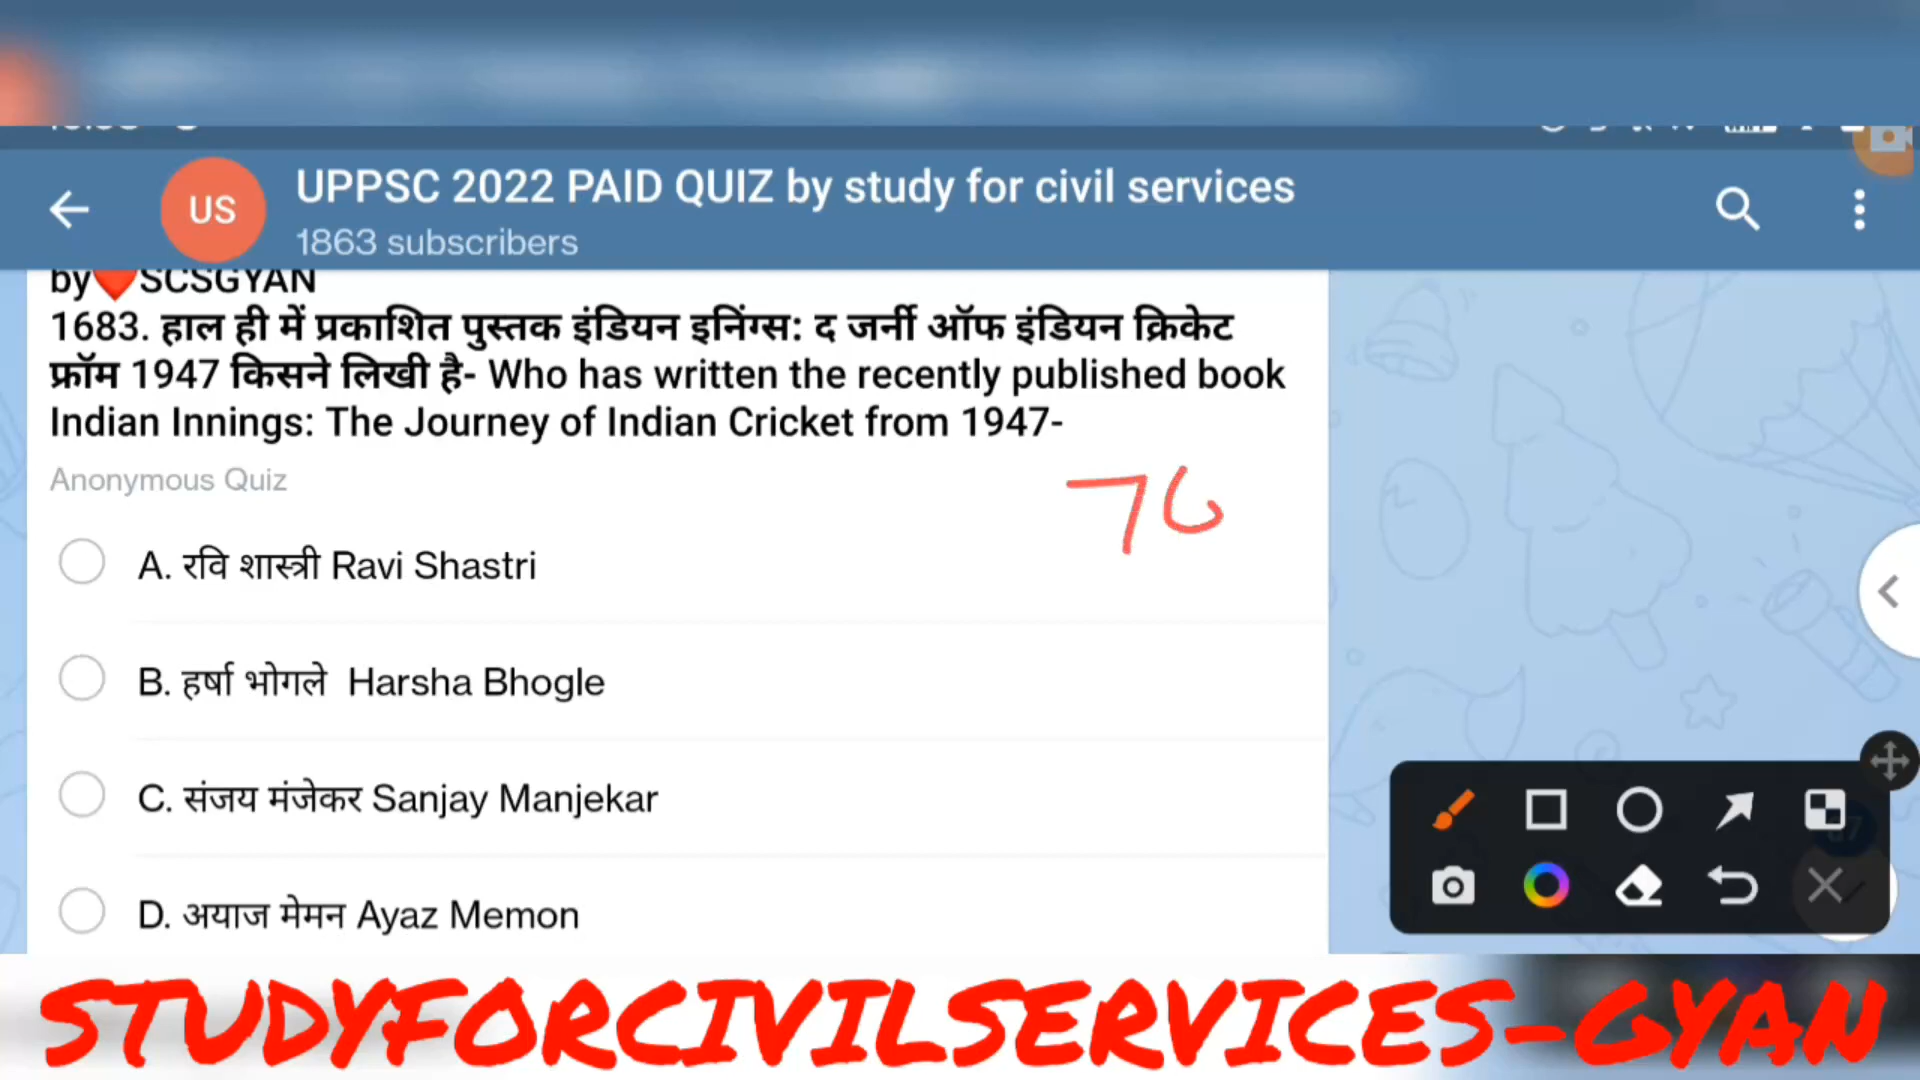 UPPSC 2022 PAID QUIZ by study for civil services
US
1863 subscribers
by❤️SCSGYAN
1683. हाल ही में प्रकाशित पुस्तक इंडियन इनिंग्स: द जर्नी ऑफ इंडियन क्रिकेट
फ्रॉम 1947 किसने लिखी है- Who has written the recently published book
Indian Innings: The Journey of Indian Cricket from 1947-
Anonymous Quiz
A. रवि शास्त्री Ravi Shastri
B. हर्षा भोगले Harsha Bhogle
C. संजय मंजेकर Sanjay Manjekar
D. अयाज मेमन Ayaz Memon
STUDYFORCIVILSERVICES-GYAN